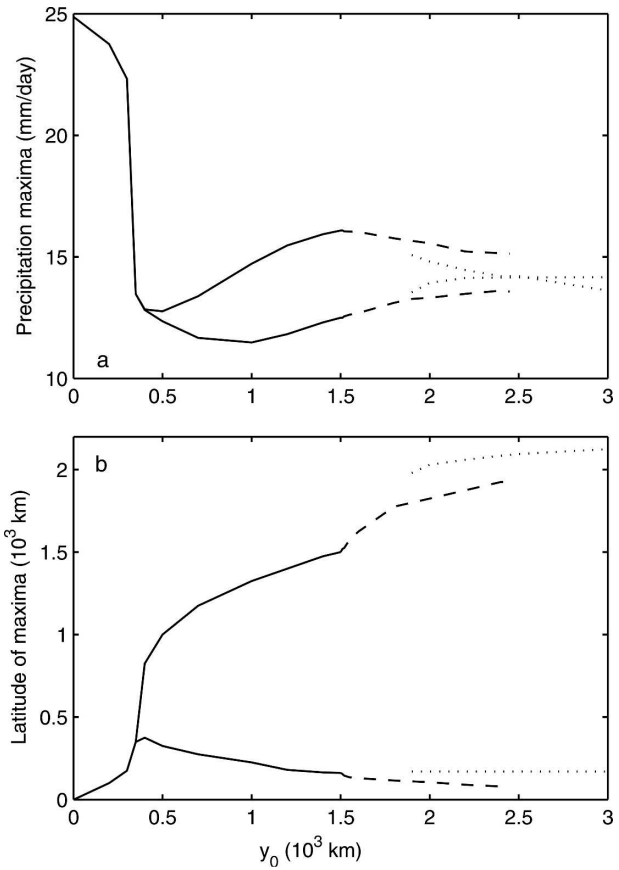 25
20
15
10
Precipitation maxima (mm/day)
a
0 0.5 1 1.5 2 2.5 3
b
2
1.5
1
0.5
0
Latitude of maxima (10³ km)
0 0.5 1 1.5 2 2.5 3
y₀ (10³ km)